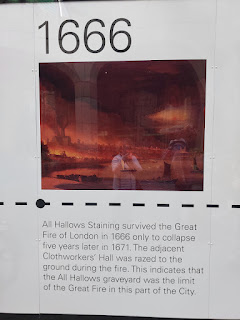 1666
All Hallows Staining survived the Great
Fire of London in 1666 only to collapse
five years later in 1671. The adjacent
Clothworkers' Hall was razed to the
ground during the fire. This indicates that
the All Hallows graveyard was the limit
of the Great Fire in this part of the City.